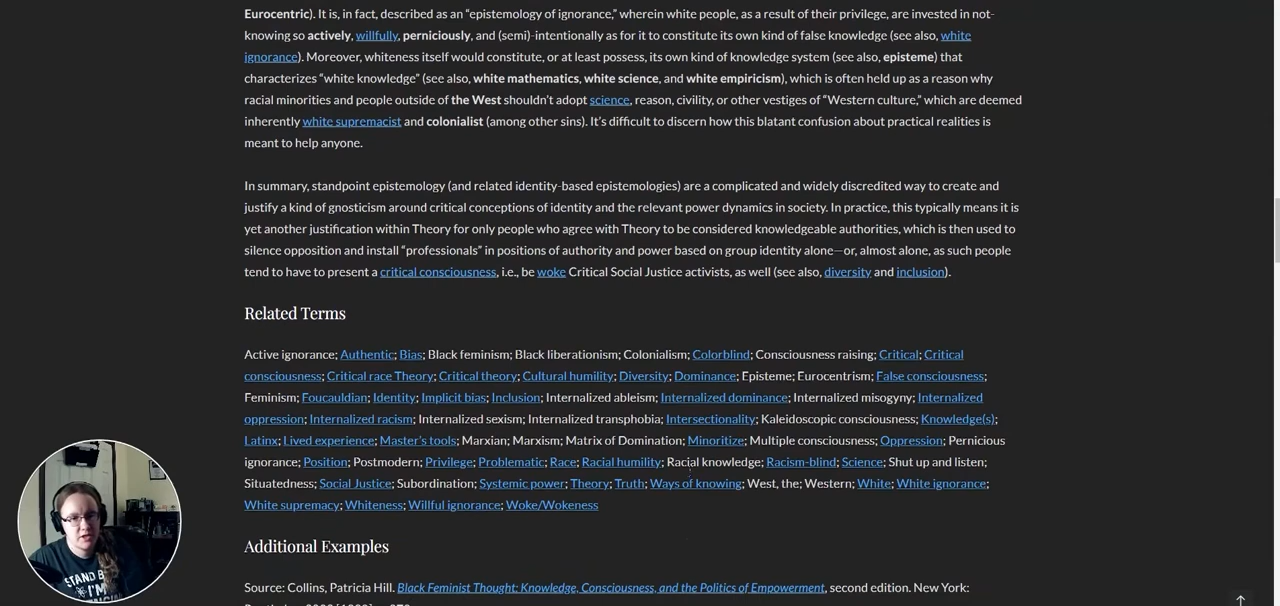 Eurocentric). It is, in fact, described as an “epistemology of ignorance,” wherein white people, as a result of their privilege, are invested in not-
knowing so actively, willfully, perniciously, and (semi)-intentionally as for it to constitute its own kind of false knowledge (see also, white
ignorance). Moreover, whiteness itself would constitute, or at least possess, its own kind of knowledge system (see also, episteme) that
characterizes “white knowledge” (see also, white mathematics, white science, and white empiricism), which is often held up as a reason why
racial minorities and people outside of the West shouldn’t adopt science, reason, civility, or other vestiges of “Western culture,” which are deemed
inherently white supremacist and colonialist (among other sins). It’s difficult to discern how this blatant confusion about practical realities is
meant to help anyone.
In summary, standpoint epistemology (and related identity-based epistemologies) are a complicated and widely discredited way to create and
justify a kind of gnosticism around critical conceptions of identity and the relevant power dynamics in society. In practice, this typically means it is
yet another justification within Theory for only people who agree with Theory to be considered knowledgeable authorities, which is then used to
silence opposition and install “professionals” in positions of authority and power based on group identity alone—or, almost alone, as such people
tend to have to present a critical consciousness, i.e., be woke Critical Social Justice activists, as well (see also, diversity and inclusion).
Related Terms
Active ignorance; Authentic; Bias; Black feminism; Black liberationism; Colonialism; Colorblind; Consciousness raising; Critical; Critical
consciousness; Critical race Theory; Critical theory; Cultural humility; Diversity; Dominance; Episteme; Eurocentrism; False consciousness;
Feminism; Foucauldian; Identity; Implicit bias; Inclusion; Internalized ableism; Internalized dominance; Internalized misogyny; Internalized
oppression; Internalized racism; Internalized sexism; Internalized transphobia; Intersectionality; Kaleidoscopic consciousness; Knowledge(s);
Latinx; Lived experience; Master’s tools; Marxian; Marxism; Matrix of Domination; Minoritize; Multiple consciousness; Oppression; Pernicious
ignorance; Position; Postmodern; Privilege; Problematic; Race; Racial humility; Racial knowledge; Racism-blind; Science; Shut up and listen;
Situatedness; Social Justice; Subordination; Systemic power; Theory; Truth; Ways of knowing; West, the; Western; White; White ignorance;
White supremacy; Whiteness; Willful ignorance; Woke/Wokeness
Additional Examples
Source: Collins, Patricia Hill. Black Feminist Thought: Knowledge, Consciousness, and the Politics of Empowerment, second edition. New York:
STAND B
I'M